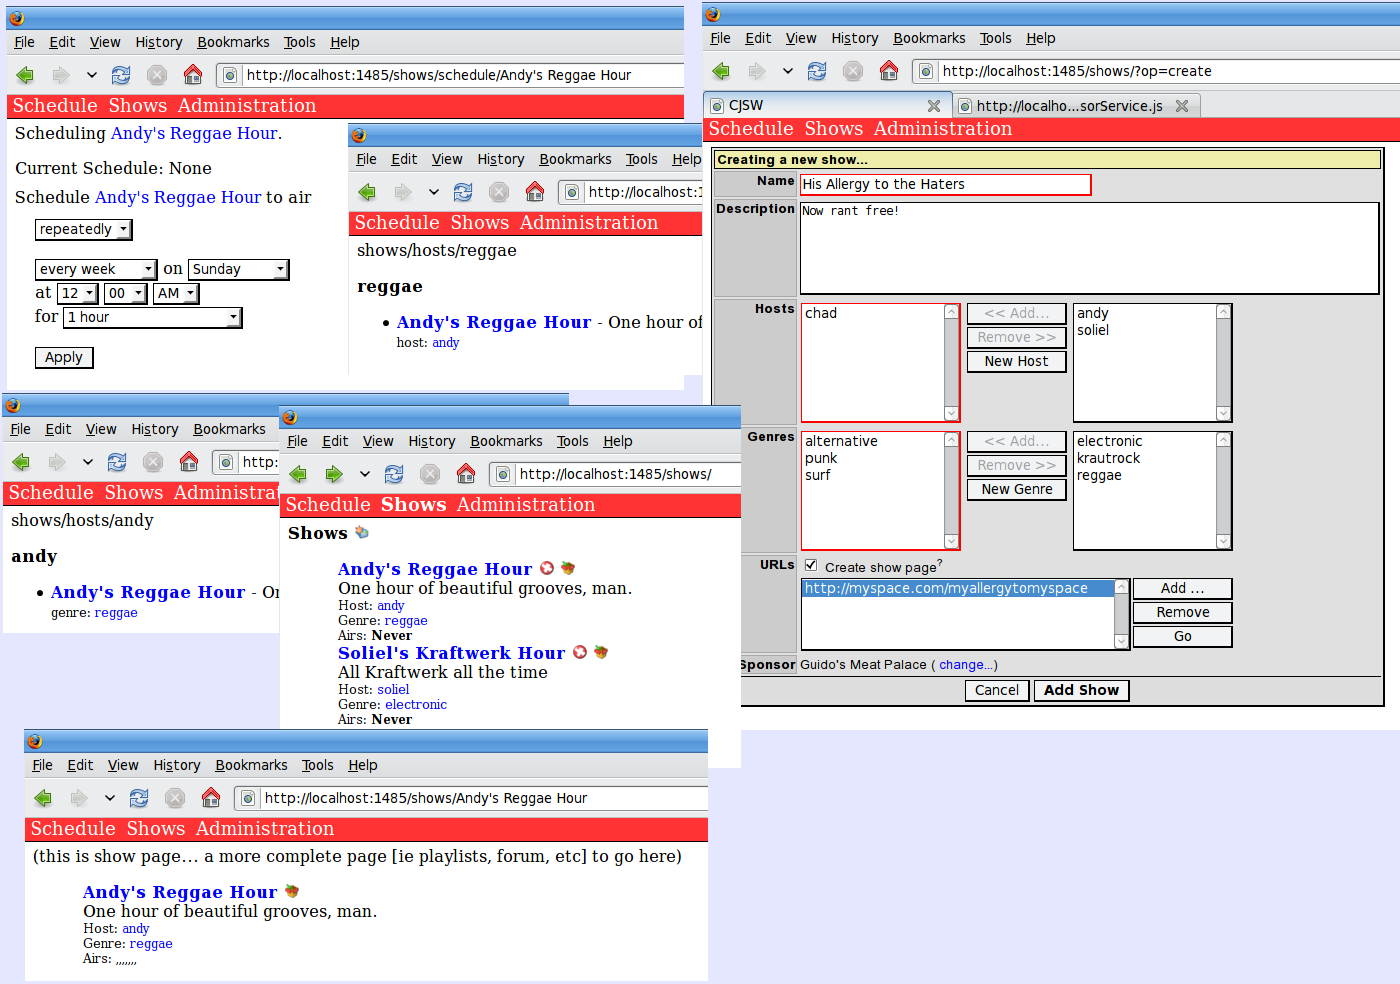 File Edit View History Bookmarks Tools Help
http://localhost:1485/shows/schedule/Andy's Reggae Hour
Schedule Shows Administration
Scheduling Andy's Reggae Hour.
Current Schedule: None
Schedule Andy's Reggae Hour to air
repeatedly
every week on Sunday
at 12 00 AM
for 1 hour
Apply
File Edit View History Bookmarks Tools Help
http://localhost:1
Schedule Shows Administration
shows/hosts/reggae
reggae
• Andy's Reggae Hour - One hour of
host: andy
File Edit View History Bookmarks Tools Help
http://localhost:1485/shows/?op=create
CJSW
http://localho...sorService.js
Schedule Shows Administration
Creating a new show...
Name His Allergy to the Haters
Description Now rant free!
Hosts
chad
<< Add...
Remove >>
New Host
andy
soliel
Genres
alternative
punk
surf
<< Add...
Remove >>
New Genre
electronic
krautrock
reggae
URLs
Create show page?
http://myspace.com/myallergytomyspace
Add ...
Remove
Go
Sponsor Guido's Meat Palace ( change...)
Cancel Add Show
File Edit View History Bookmarks
http:
Schedule Shows Administra
shows/hosts/andy
andy
• Andy's Reggae Hour - O
genre: reggae
File Edit View History Bookmarks Tools Help
http://localhost:1485/shows/
Schedule Shows Administration
Shows
Andy's Reggae Hour
One hour of beautiful grooves, man.
Host: andy
Genre: reggae
Airs: Never
Soliel's Kraftwerk Hour
All Kraftwerk all the time
Host: soliel
Genre: electronic
Airs: Never
File Edit View History Bookmarks Tools Help
http://localhost:1485/shows/Andy's Reggae Hour
Schedule Shows Administration
(this is show page... a more complete page [ie playlists, forum, etc] to go here)
Andy's Reggae Hour
One hour of beautiful grooves, man.
Host: andy
Genre: reggae
Airs: ,,,,,,,